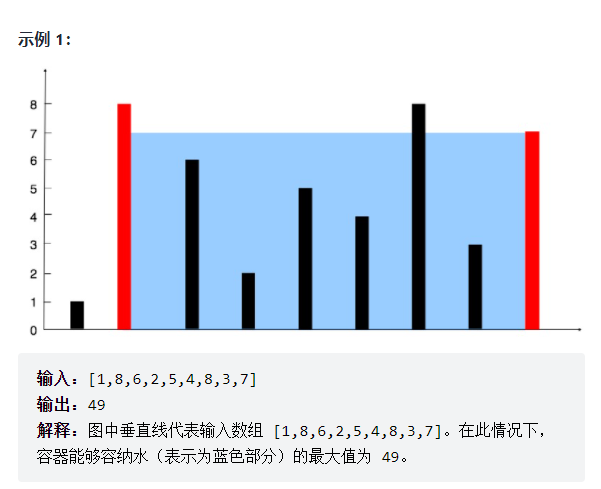 示例 1：
8
7
6
5
4
3
2
1
0
输入：[1,8,6,2,5,4,8,3,7]
输出：49
解释：图中垂直线代表输入数组 [1,8,6,2,5,4,8,3,7]。在此情况下，
容器能够容纳水（表示为蓝色部分）的最大值为 49。